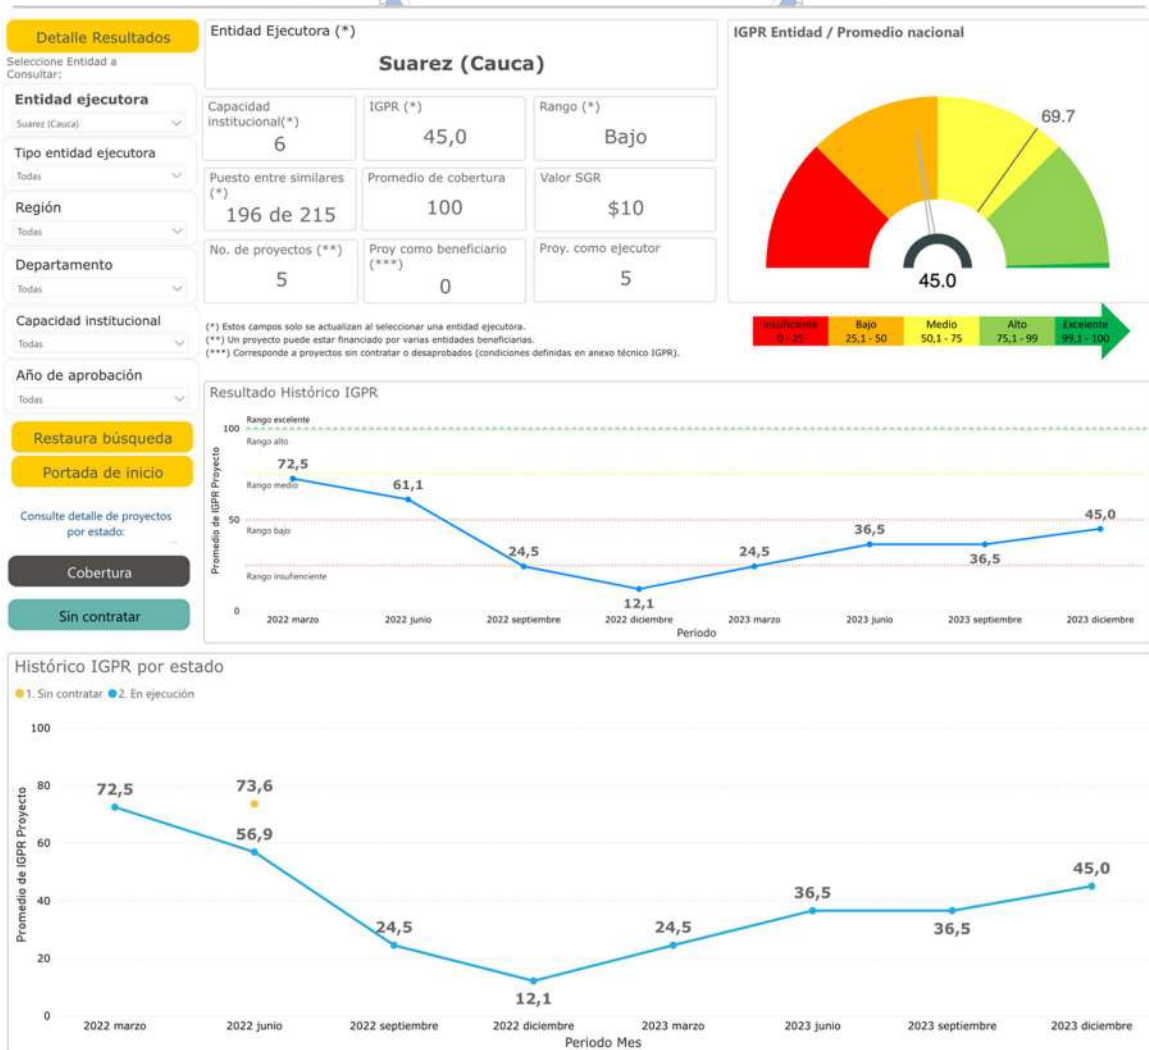 Detalle Resultados
Seleccione Entidad a
Consultar:
Entidad ejecutora
Suarez (Cauca)
Tipo entidad ejecutora
Todas
Región
Todas
Departamento
Todas
Capacidad institucional
Todas
Año de aprobación
Todas
Restaura búsqueda
Portada de inicio
Consulte detalle de proyectos
por estado:
Cobertura
Sin contratar
Entidad Ejecutora (*)
Suarez (Cauca)
Capacidad
institucional(*)
6
IGPR (*)
45,0
Rango (*)
Bajo
Puesto entre similares
(*)
196 de 215
Promedio de cobertura
100
Valor SGR
$10
No. de proyectos (**)
5
Proy como beneficiario
(***)
0
Proy. como ejecutor
5
(*) Estos campos solo se actualizan al seleccionar una entidad ejecutora.
(**) Un proyecto puede estar financiado por varias entidades beneficiarias.
(***) Corresponde a proyectos sin contratar o desaprobados (condiciones definidas en anexo técnico IGPR).
IGPR Entidad / Promedio nacional
69.7
45.0
Insuficiente
0 - 25
Bajo
25,1 - 50
Medio
50,1 - 75
Alto
75,1 - 99
Excelente
99,1 - 100
Resultado Histórico IGPR
Promedio de IGPR Proyecto
Rango excelente
100
Rango alto
Rango medio
50
Rango bajo
Rango insufienciente
0
72,5
61,1
24,5
12,1
24,5
36,5
36,5
45,0
2022 marzo
2022 junio
2022 septiembre
2022 diciembre
2023 marzo
2023 junio
2023 septiembre
2023 diciembre
Periodo
Histórico IGPR por estado
1. Sin contratar 2. En ejecución
Promedio de IGPR Proyecto
100
80
60
40
20
0
72,5
73,6
56,9
24,5
12,1
24,5
36,5
36,5
45,0
2022 marzo
2022 junio
2022 septiembre
2022 diciembre
2023 marzo
2023 junio
2023 septiembre
2023 diciembre
Periodo Mes